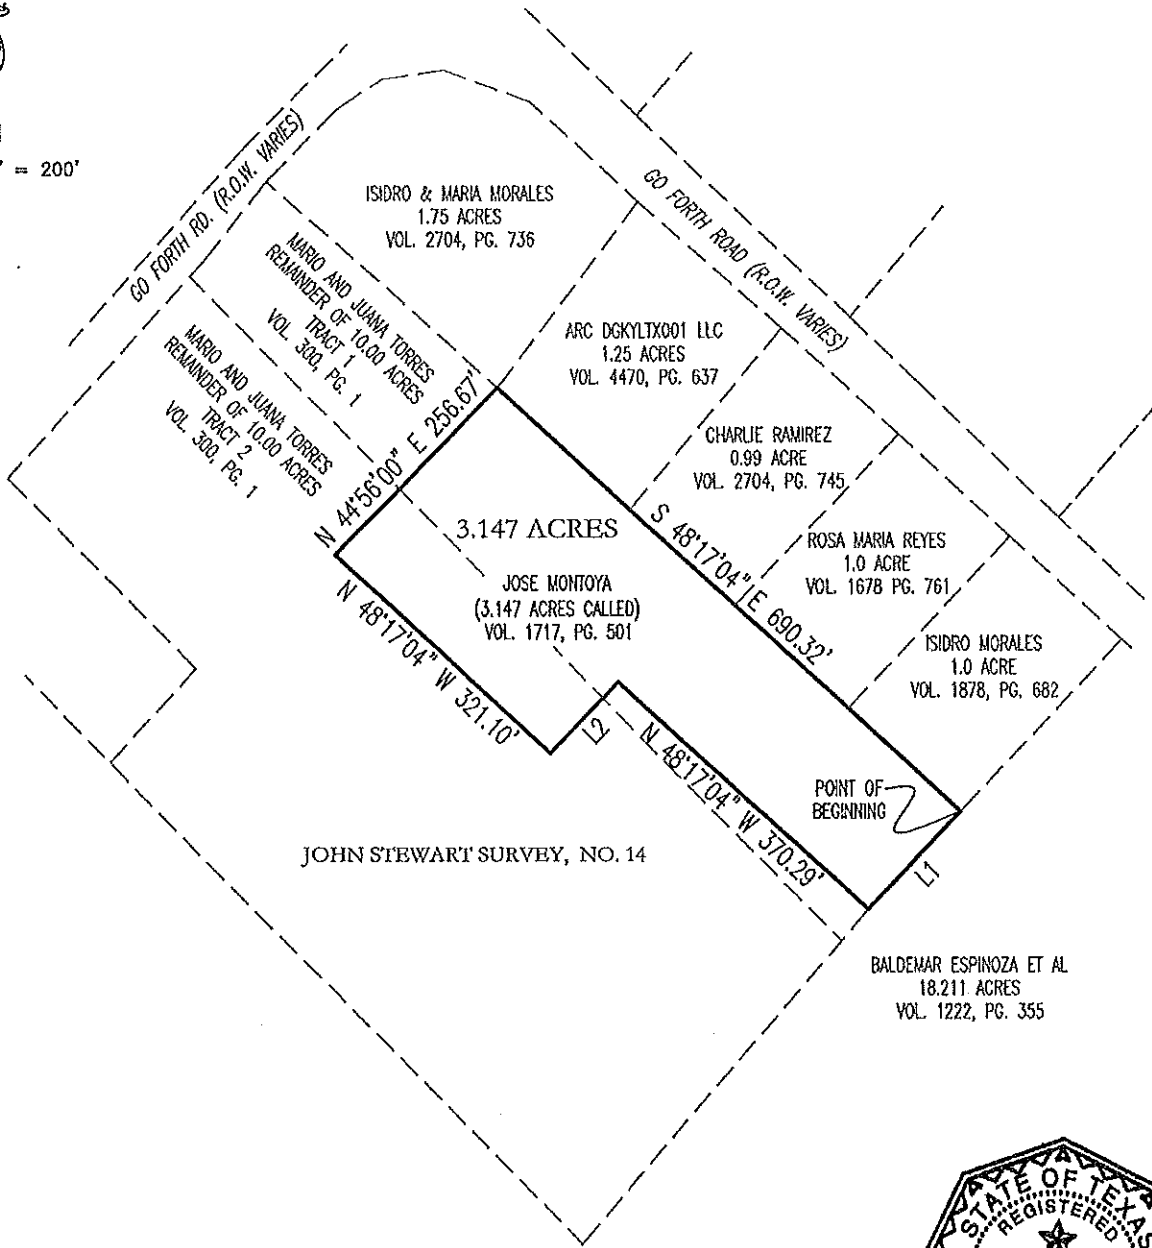 = 200'
GO FORTH RD. (R.O.W. VARIES)
ISIDRO & MARIA MORALES
1.75 ACRES
VOL. 2704, PG. 736
GO FORTH ROAD (R.O.W. VARIES)
MARIO AND JUANA TORRES
REMAINDER OF 10.00 ACRES
TRACT 1
VOL. 300, PG. 1
MARIO AND JUANA TORRES
REMAINDER OF 10.00 ACRES
TRACT 2
VOL. 300, PG. 1
ARC DGKYLTX001 LLC
1.25 ACRES
VOL. 4470, PG. 637
CHARLIE RAMIREZ
0.99 ACRE
VOL. 2704, PG. 745
ROSA MARIA REYES
1.0 ACRE
VOL. 1678 PG. 761
ISIDRO MORALES
1.0 ACRE
VOL. 1878, PG. 682
N 44°56'00" E 256.67'
3.147 ACRES
S 48°17'04" E 690.32'
JOSE MONTOYA
(3.147 ACRES CALLED)
VOL. 1717, PG. 501
N 48°17'04" W 321.10'
L2
N 48°17'04" W 370.29'
POINT OF
BEGINNING
L1
JOHN STEWART SURVEY, NO. 14
BALDEMAR ESPINOZA ET AL
18.211 ACRES
VOL. 1222, PG. 355
STATE OF TEXAS
REGISTERED